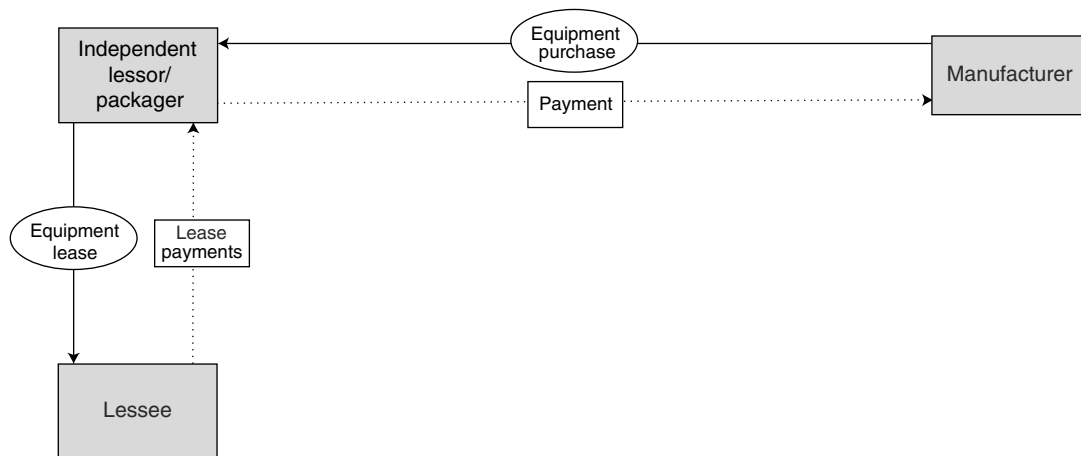 Independent
lessor/
packager
Equipment
purchase
Manufacturer
Payment
Equipment
lease
Lease
payments
Lessee